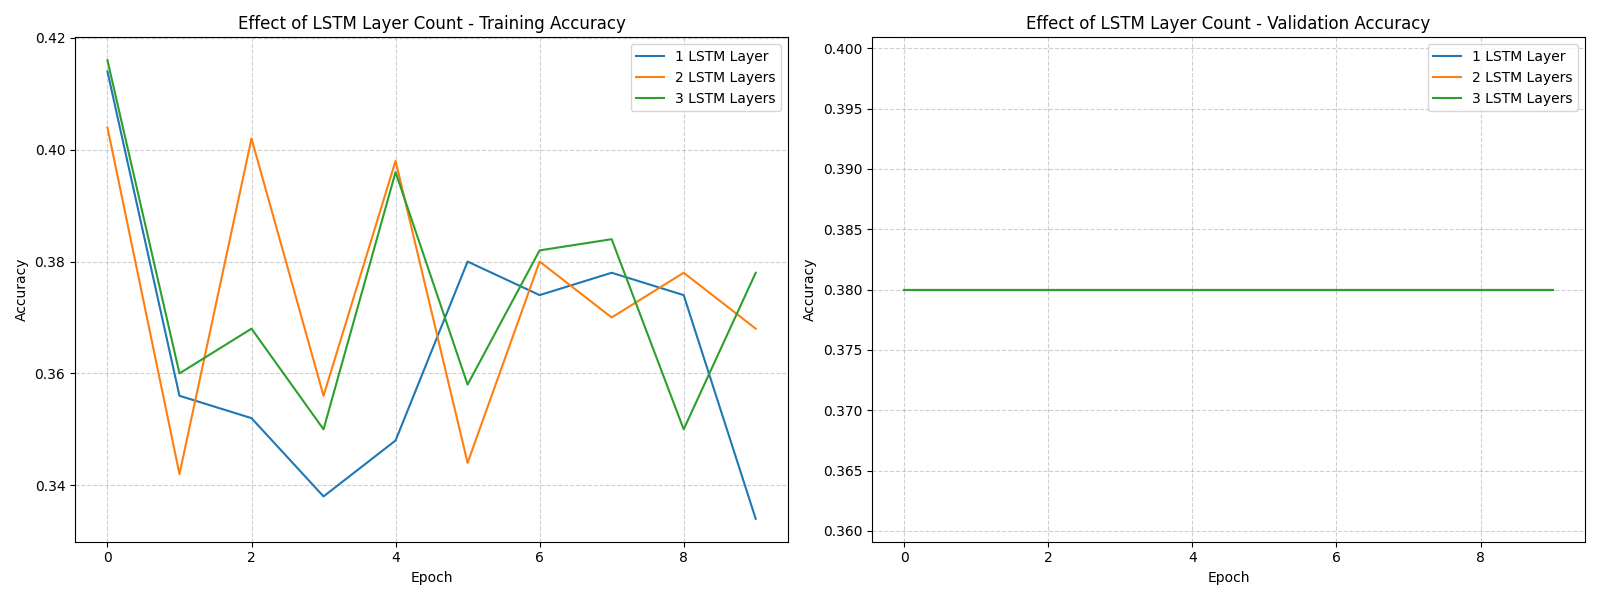 Effect of LSTM Layer Count - Training Accuracy
0.42
0.40
0.38
0.36
0.34
Accuracy
1 LSTM Layer
2 LSTM Layers
3 LSTM Layers
0 2 4 6 8
Epoch
Effect of LSTM Layer Count - Validation Accuracy
0.400
0.395
0.390
0.385
0.380
0.375
0.370
0.365
0.360
Accuracy
1 LSTM Layer
2 LSTM Layers
3 LSTM Layers
0 2 4 6 8
Epoch